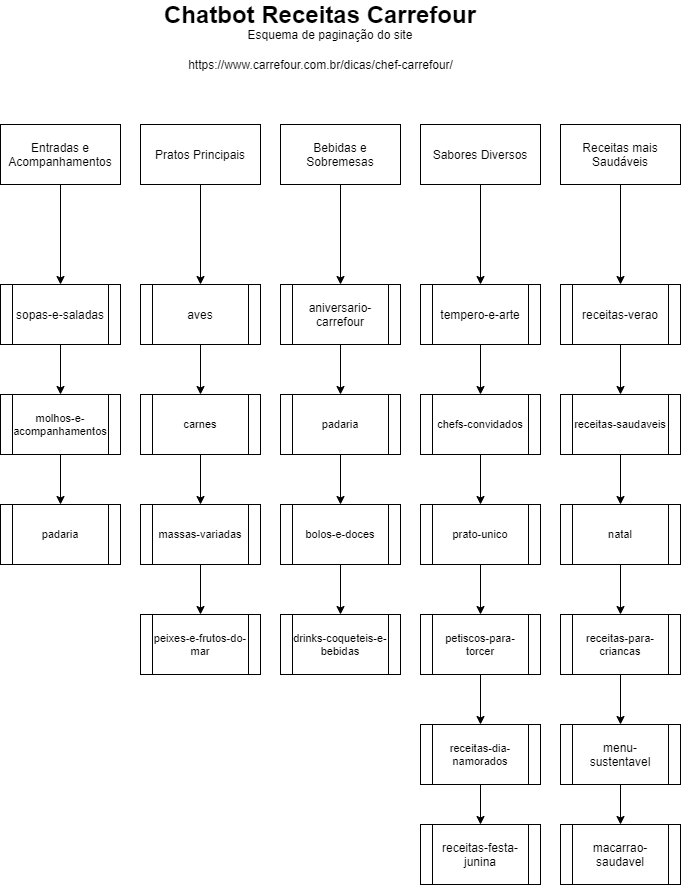 Chatbot Receitas Carrefour
Esquema de paginação do site
https://www.carrefour.com.br/dicas/chef-carrefour/
Entradas e
Acompanhamentos
Pratos Principais
Bebidas e
Sobremesas
Sabores Diversos
Receitas mais
Saudáveis
sopas-e-saladas
aves
aniversario-
carrefour
tempero-e-arte
receitas-verao
molhos-e-
acompanhamentos
carnes
padaria
chefs-convidados
receitas-saudaveis
padaria
massas-variadas
bolos-e-doces
prato-unico
natal
peixes-e-frutos-do-
mar
drinks-coqueteis-e-
bebidas
petiscos-para-
torcer
receitas-para-
criancas
receitas-dia-
namorados
menu-
sustentavel
receitas-festa-
junina
macarrao-
saudavel